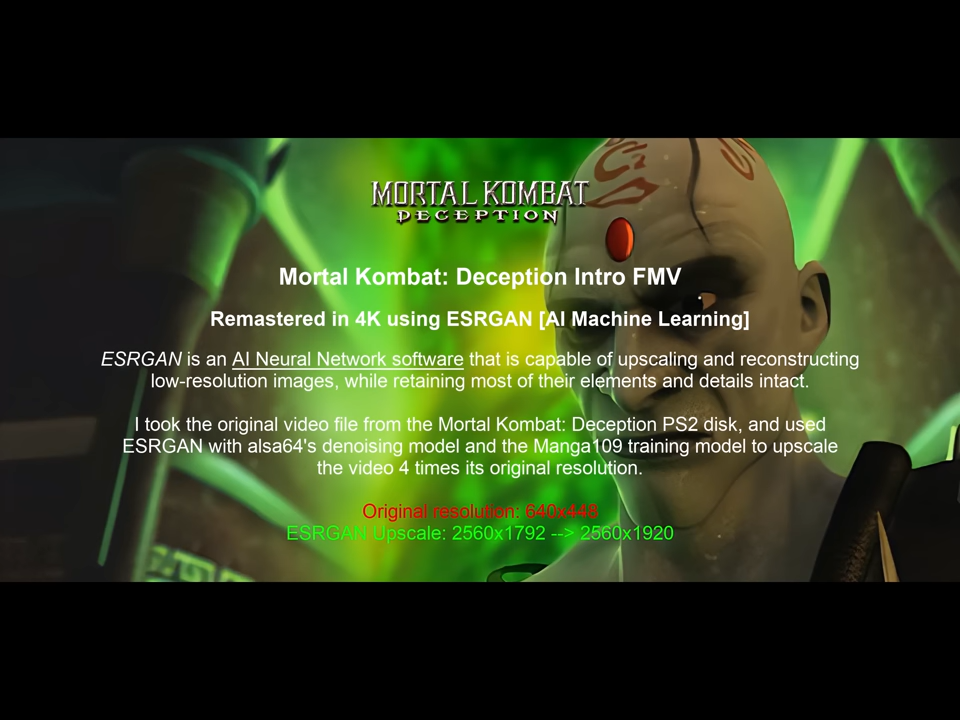 MORTAL KOMBAT
DECEPTION
Mortal Kombat: Deception Intro FMV
Remastered in 4K using ESRGAN [AI Machine Learning]
ESRGAN is an AI Neural Network software that is capable of upscaling and reconstructing
low-resolution images, while retaining most of their elements and details intact.
I took the original video file from the Mortal Kombat: Deception PS2 disk, and used
ESRGAN with alsa64's denoising model and the Manga109 training model to upscale
the video 4 times its original resolution.
Original resolution: 640x448
ESRGAN Upscale: 2560x1792 --> 2560x1920